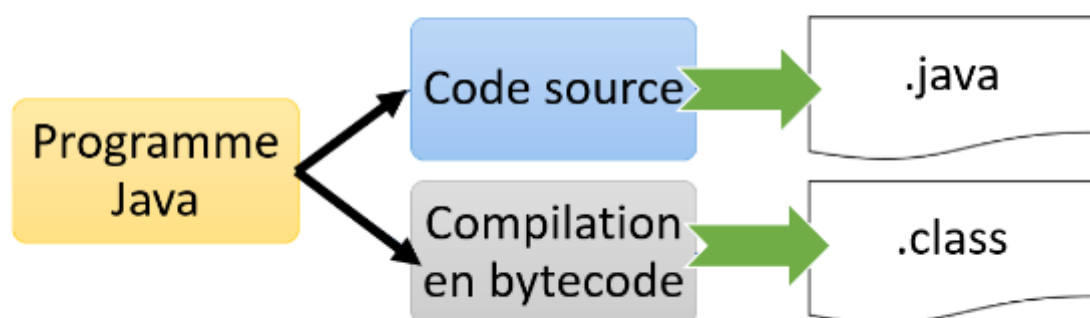 Programme
Java
Code source
.java
Compilation
en bytecode
.class